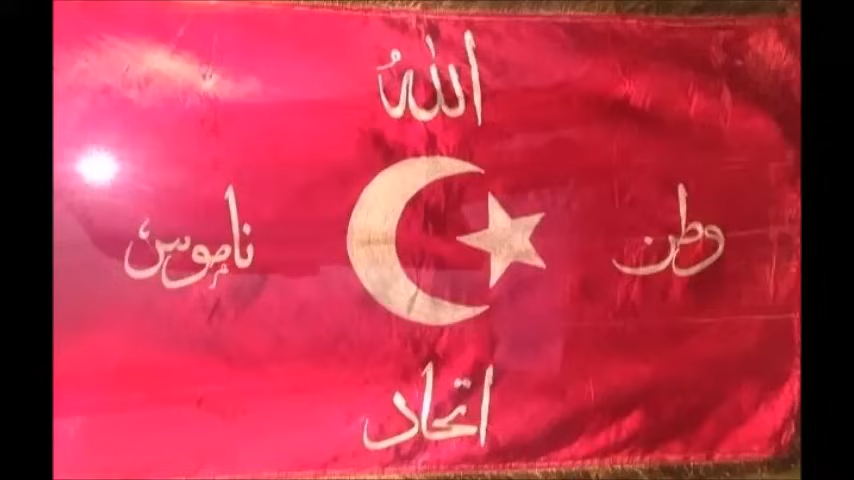 الله
وطن
ناموس
اتحاد